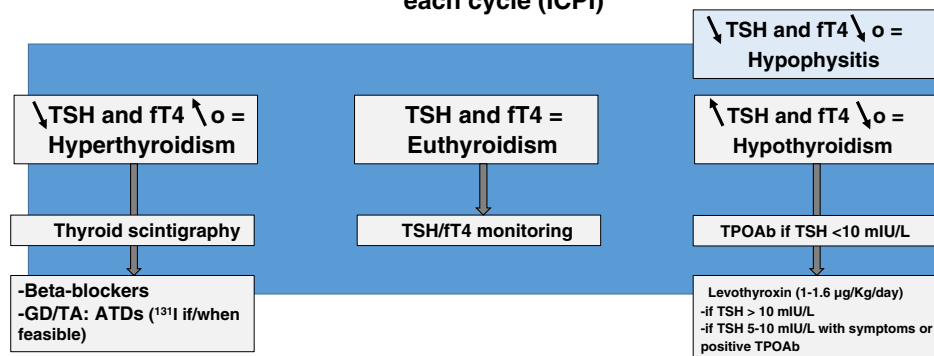 each cycle (ICPI)
↘TSH and fT4↘o =
Hypophysitis
↘TSH and fT4↖o =
Hyperthyroidism
TSH and fT4 =
Euthyroidism
↖TSH and fT4↘o =
Hypothyroidism
Thyroid scintigraphy
TSH/fT4 monitoring
TPOAb if TSH <10 mIU/L
-Beta-blockers
-GD/TA: ATDs (¹³¹I if/when
feasible)
Levothyroxin (1-1.6 µg/Kg/day)
-if TSH > 10 mIU/L
-if TSH 5-10 mIU/L with symptoms or
positive TPOAb